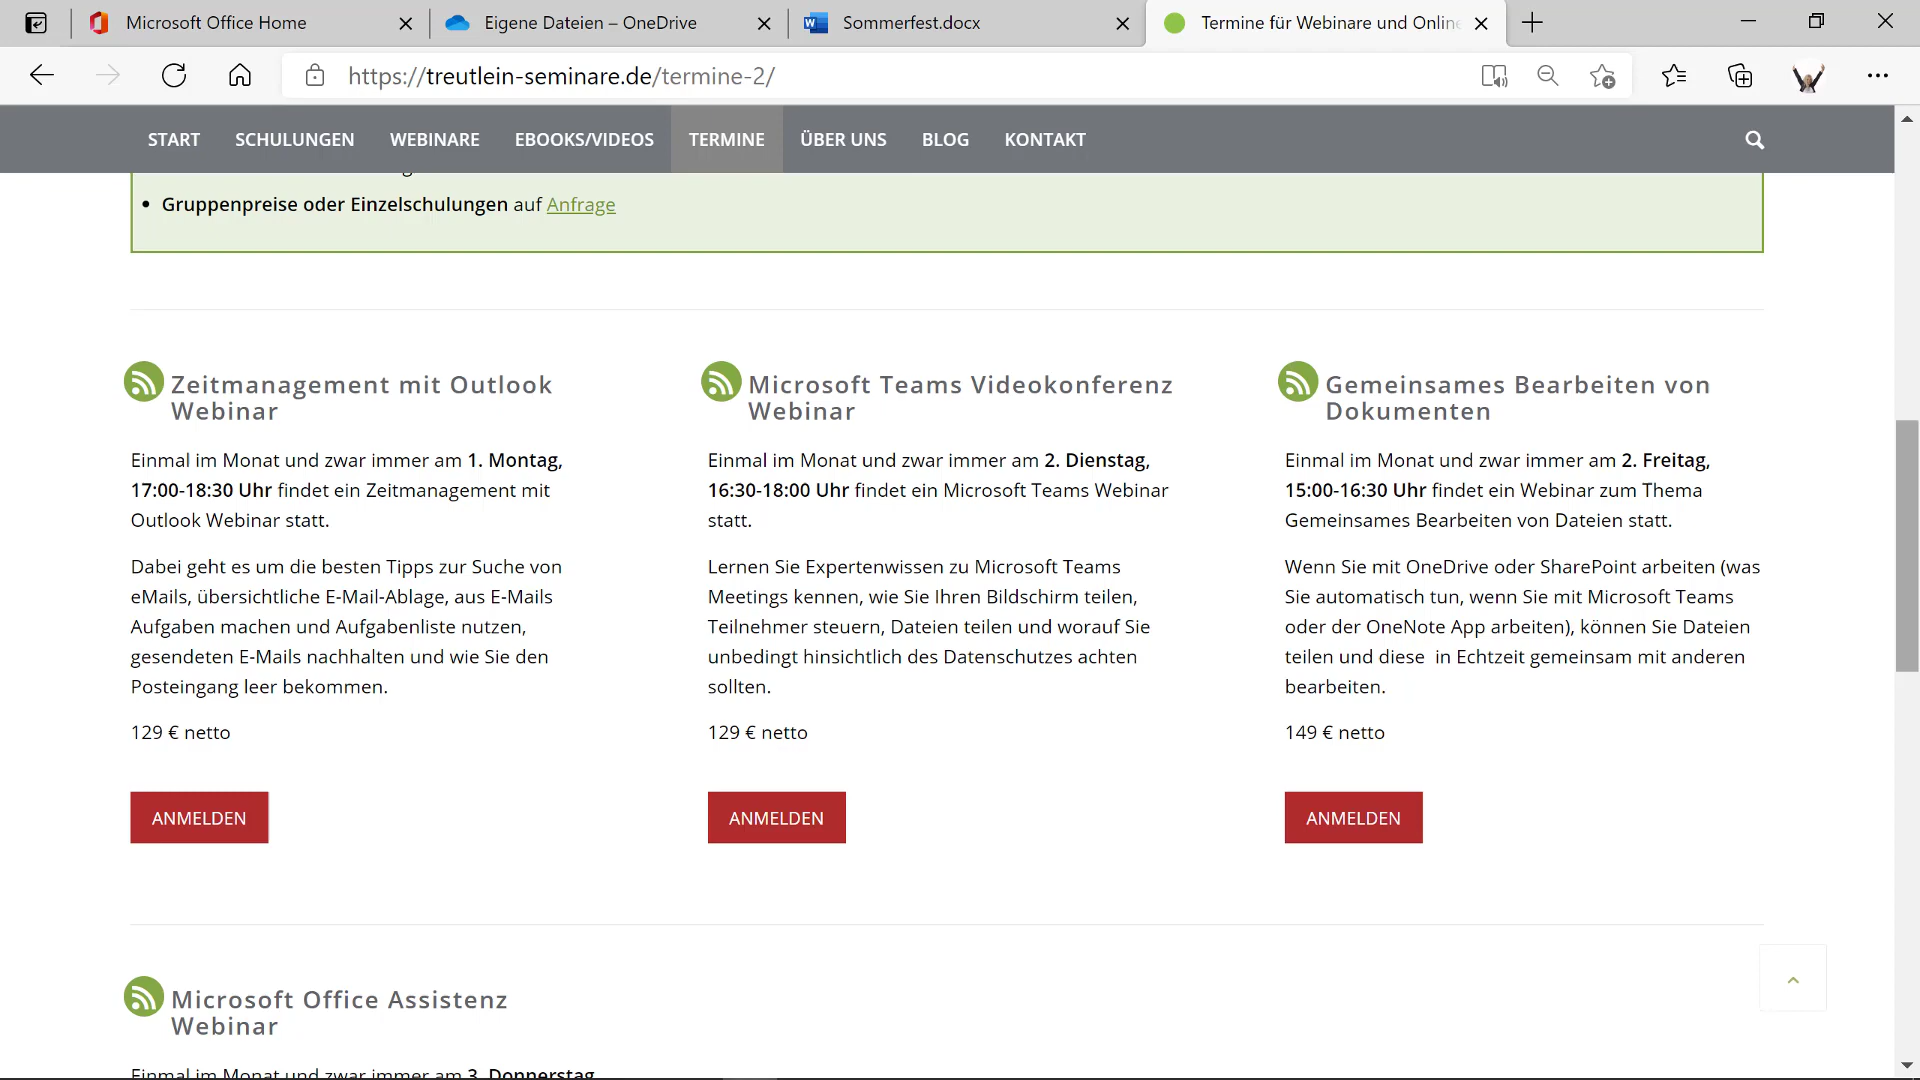 Microsoft Office Home
Eigene Dateien – OneDrive
Sommerfest.docx
Termine für Webinare und Online
https://treutlein-seminare.de/termine-2/
START
SCHULUNGEN
WEBINARE
EBOOKS/VIDEOS
TERMINE
ÜBER UNS
BLOG
KONTAKT
• Gruppenpreise oder Einzelschulungen auf Anfrage
Zeitmanagement mit Outlook
Webinar
Einmal im Monat und zwar immer am 1. Montag,
17:00-18:30 Uhr findet ein Zeitmanagement mit
Outlook Webinar statt.
Dabei geht es um die besten Tipps zur Suche von
eMails, übersichtliche E-Mail-Ablage, aus E-Mails
Aufgaben machen und Aufgabenliste nutzen,
gesendeten E-Mails nachhalten und wie Sie den
Posteingang leer bekommen.
129 € netto
ANMELDEN
Microsoft Teams Videokonferenz
Webinar
Einmal im Monat und zwar immer am 2. Dienstag,
16:30-18:00 Uhr findet ein Microsoft Teams Webinar
statt.
Lernen Sie Expertenwissen zu Microsoft Teams
Meetings kennen, wie Sie Ihren Bildschirm teilen,
Teilnehmer steuern, Dateien teilen und worauf Sie
unbedingt hinsichtlich des Datenschutzes achten
sollten.
129 € netto
ANMELDEN
Gemeinsames Bearbeiten von
Dokumenten
Einmal im Monat und zwar immer am 2. Freitag,
15:00-16:30 Uhr findet ein Webinar zum Thema
Gemeinsames Bearbeiten von Dateien statt.
Wenn Sie mit OneDrive oder SharePoint arbeiten (was
Sie automatisch tun, wenn Sie mit Microsoft Teams
oder der OneNote App arbeiten), können Sie Dateien
teilen und diese  in Echtzeit gemeinsam mit anderen
bearbeiten.
149 € netto
ANMELDEN
Microsoft Office Assistenz
Webinar
Einmal im Monat und zwar immer am 3. Donnerstag,